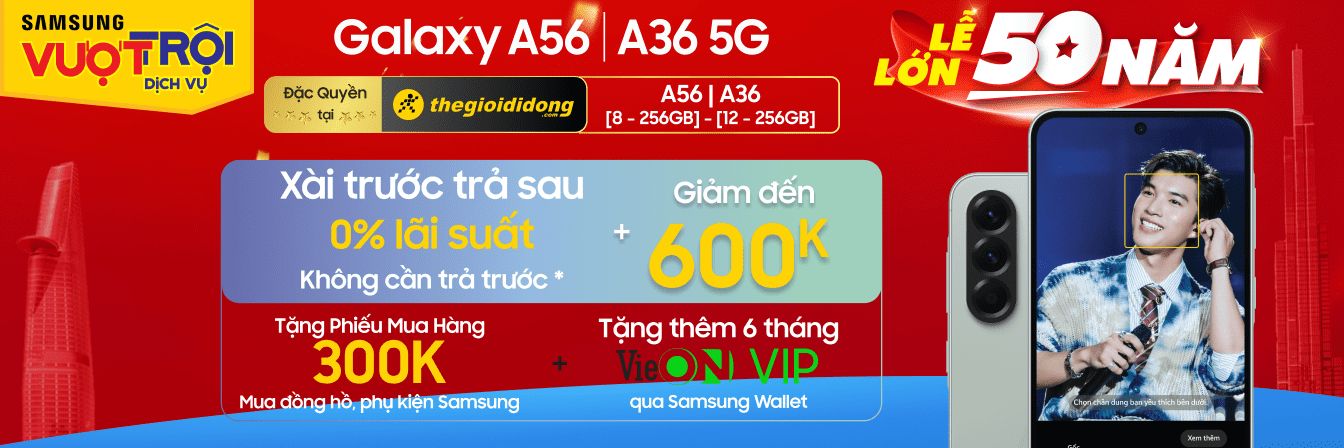 SAMSUNG
VƯỢT TRỘI
DỊCH VỤ
Galaxy A56 | A36 5G
Đặc Quyền
tại
thegioididong
.com
A56 | A36
[8 - 256GB] - [12 - 256GB]
LỄ
LỚN
50 NĂM
Xài trước trả sau
0% lãi suất
Không cần trả trước *
+
Giảm đến
600K
Tặng Phiếu Mua Hàng
300K
Mua đồng hồ, phụ kiện Samsung
+
Tặng thêm 6 tháng
VieON VIP
qua Samsung Wallet
Chọn chân dung bạn yêu thích bên dưới.
Xem thêm
Gốc